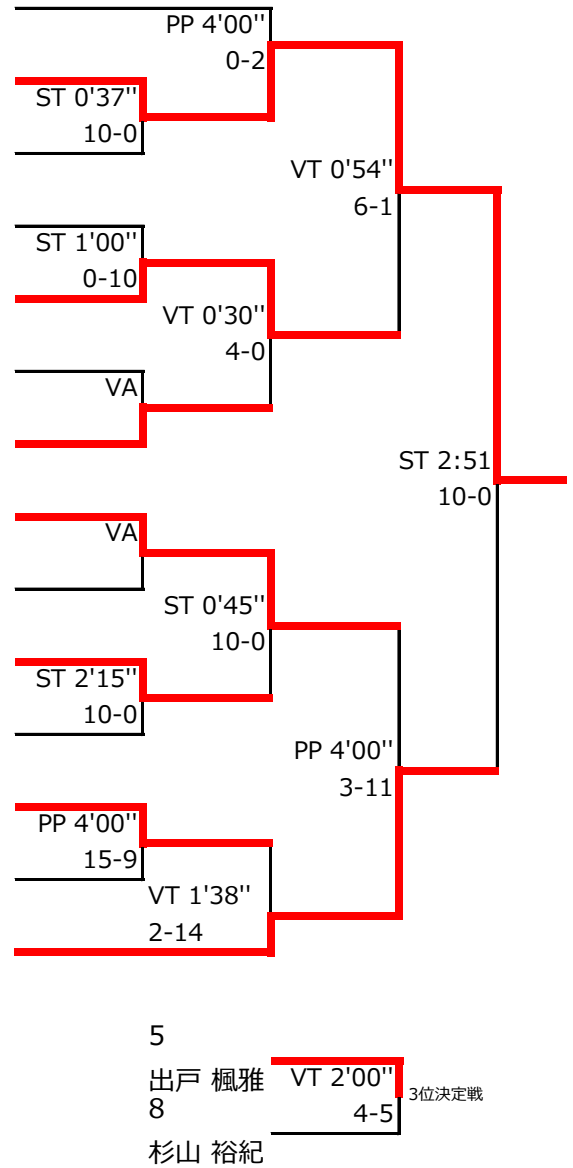 PP 4'00''
0-2
ST 0'37''
10-0
VT 0'54''
6-1
ST 1'00''
0-10
VT 0'30''
4-0
VA
ST 2:51
10-0
VA
ST 0'45''
10-0
ST 2'15''
10-0
PP 4'00''
3-11
PP 4'00''
15-9
VT 1'38''
2-14
5
出戸 楓雅
VT 2'00''
3位決定戦
8
4-5
杉山 裕紀